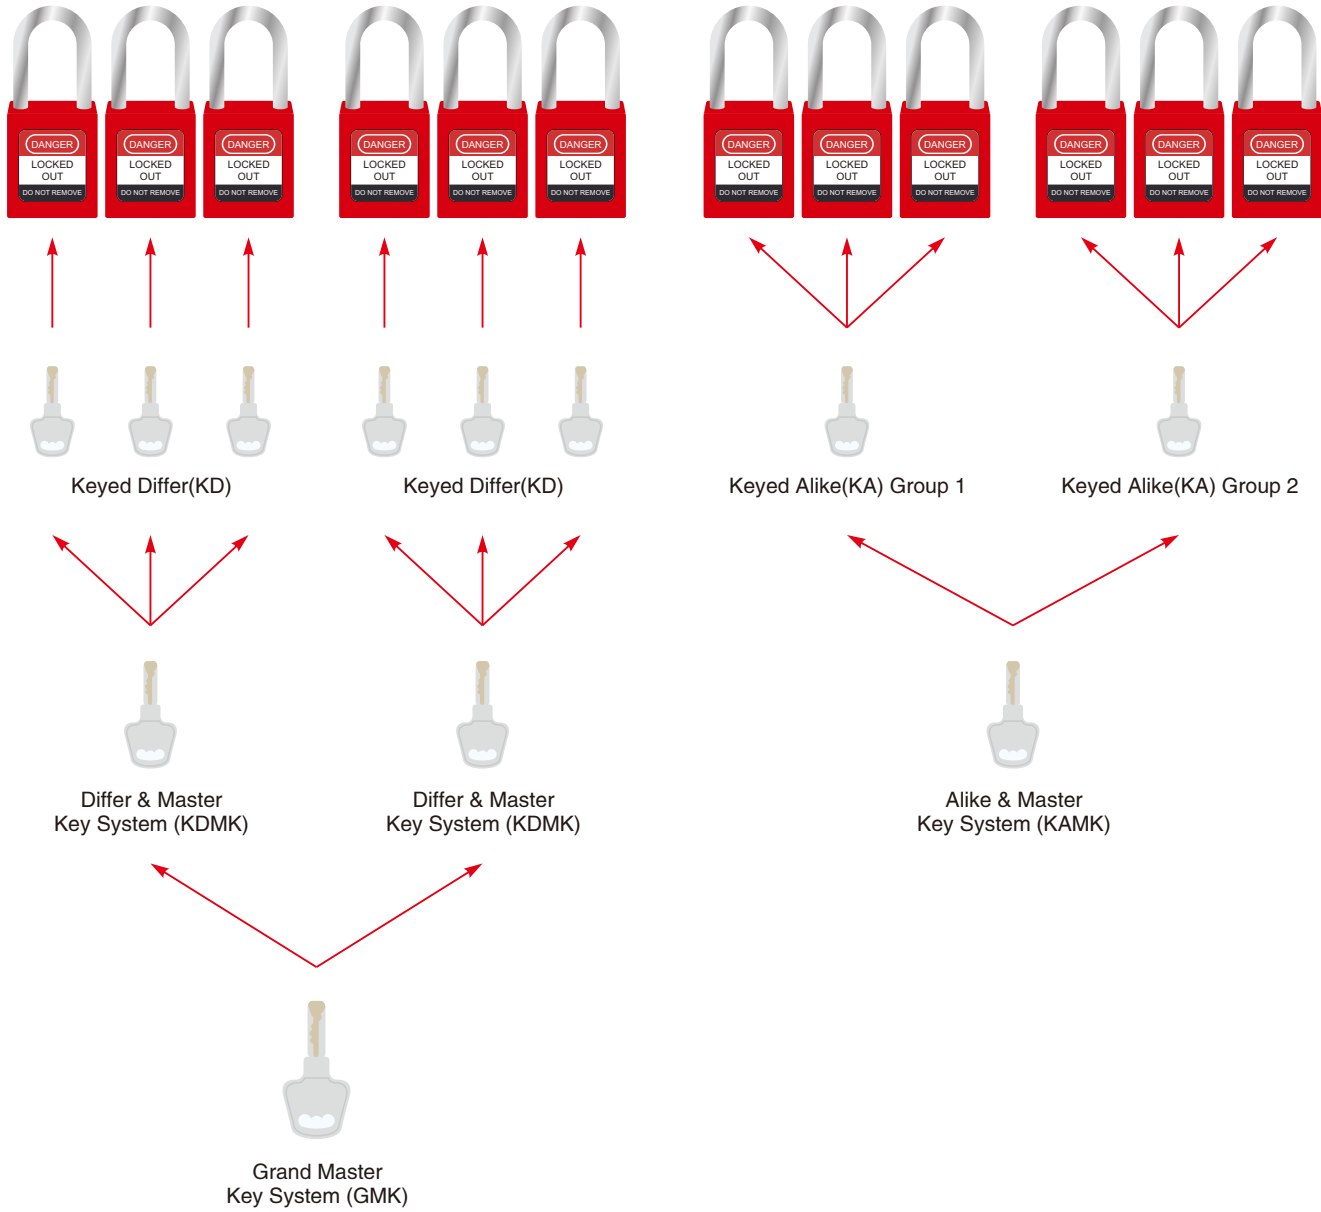 DANGER
LOCKED
OUT
DO NOT REMOVE
DANGER
LOCKED
OUT
DO NOT REMOVE
DANGER
LOCKED
OUT
DO NOT REMOVE
DANGER
LOCKED
OUT
DO NOT REMOVE
DANGER
LOCKED
OUT
DO NOT REMOVE
DANGER
LOCKED
OUT
DO NOT REMOVE
DANGER
LOCKED
OUT
DO NOT REMOVE
DANGER
LOCKED
OUT
DO NOT REMOVE
DANGER
LOCKED
OUT
DO NOT REMOVE
DANGER
LOCKED
OUT
DO NOT REMOVE
DANGER
LOCKED
OUT
DO NOT REMOVE
DANGER
LOCKED
OUT
DO NOT REMOVE
Keyed Differ(KD)
Keyed Differ(KD)
Keyed Alike(KA) Group 1
Keyed Alike(KA) Group 2
Differ & Master
Key System (KDMK)
Differ & Master
Key System (KDMK)
Alike & Master
Key System (KAMK)
Grand Master
Key System (GMK)